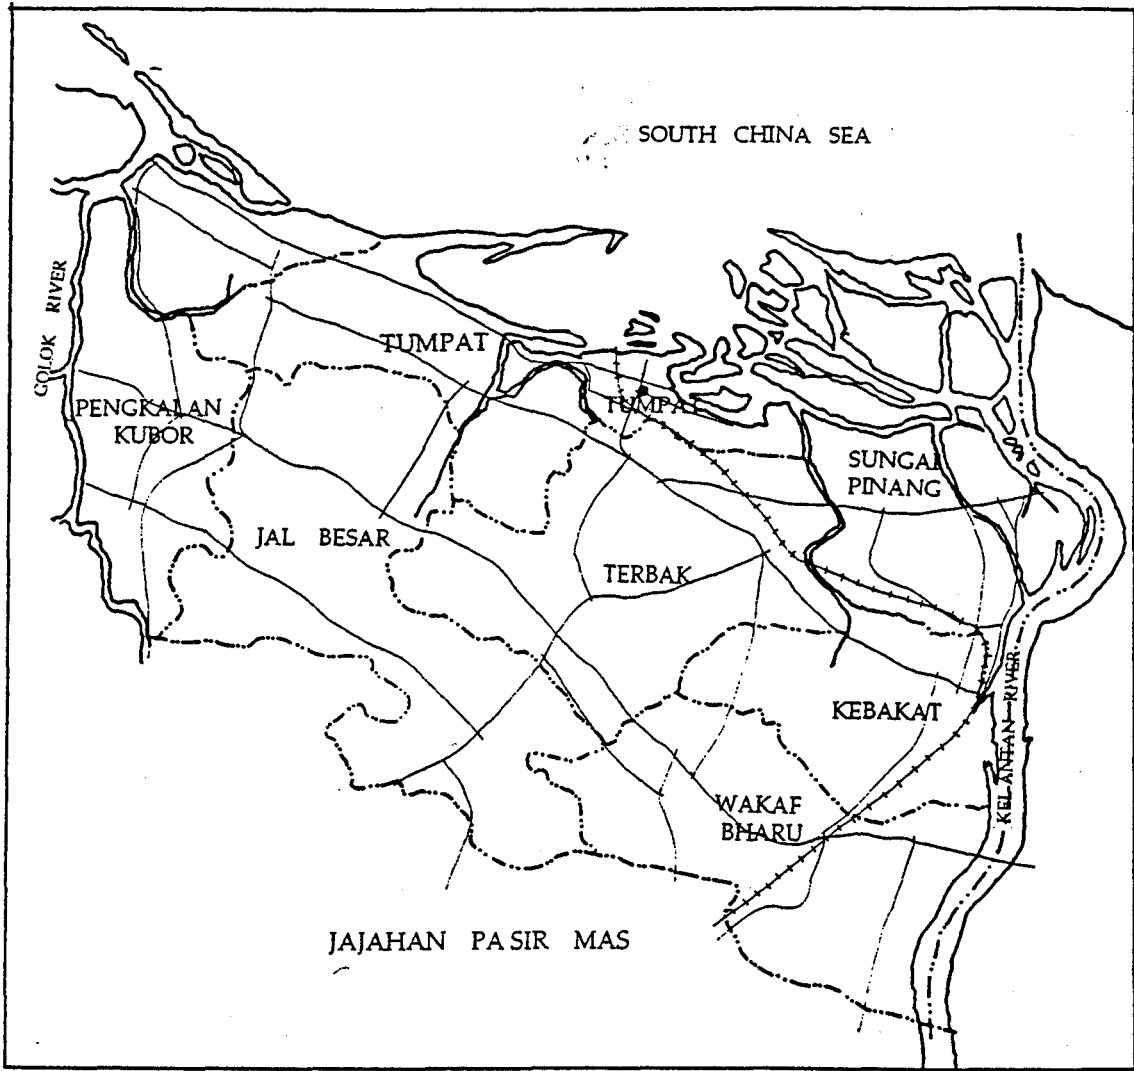 SOUTH CHINA SEA
GOLOK RIVER
TUMPAT
PENGKALAN
KUBOR
TUMPAT
SUNGAI
PINANG
JAL BESAR
TERBAK
KEBAKAT
KELANTAN RIVER
WAKAF
BHARU
JAJAHAN PASIR MAS